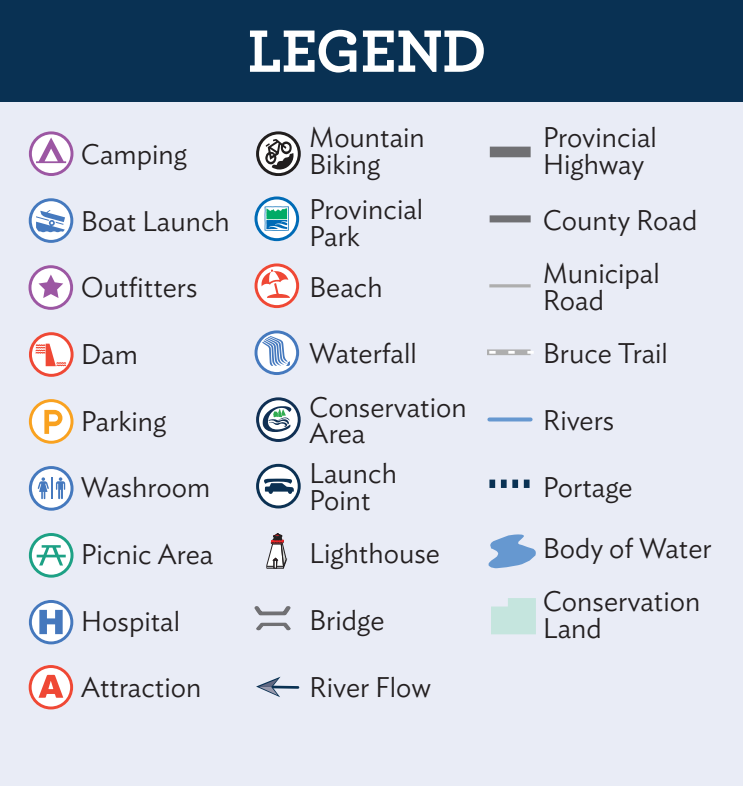 LEGEND
Camping
Boat Launch
Outfitters
Dam
P Parking
Washroom
Picnic Area
H Hospital
A Attraction
Mountain
Biking
Provincial
Park
Beach
Waterfall
Conservation
Area
Launch
Point
Lighthouse
Bridge
River Flow
Provincial
Highway
County Road
Municipal
Road
Bruce Trail
Rivers
Portage
Body of Water
Conservation
Land